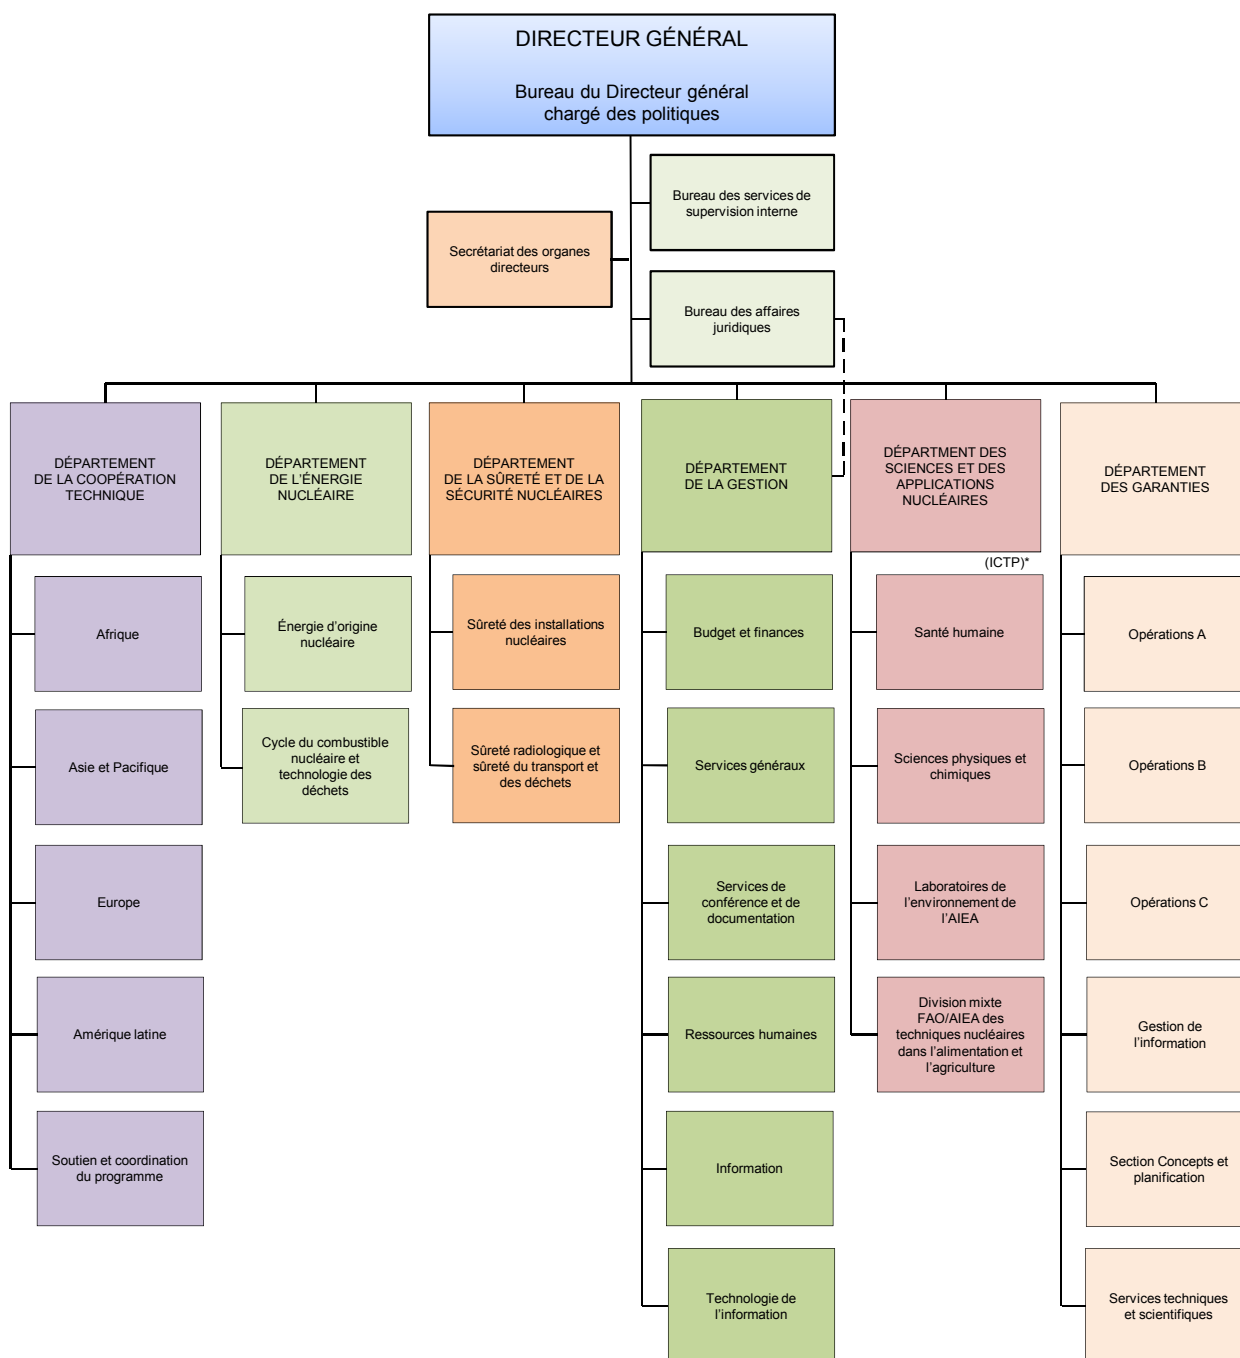 DIRECTEUR GÉNÉRAL
Bureau du Directeur général
chargé des politiques
Bureau des services de
supervision interne
Secrétariat des organes
directeurs
Bureau des affaires
juridiques
DÉPARTEMENT
DE LA COOPÉRATION
TECHNIQUE
DÉPARTEMENT
DE L'ÉNERGIE
NUCLÉAIRE
DÉPARTEMENT
DE LA SÛRETÉ ET DE LA
SÉCURITÉ NUCLÉAIRES
DÉPARTEMENT
DE LA GESTION
DÉPARTMENT DES
SCIENCES ET DES
APPLICATIONS
NUCLÉAIRES
DÉPARTEMENT
DES GARANTIES
(ICTP)*
Afrique
Asie et Pacifique
Europe
Amérique latine
Soutien et coordination
du programme
Énergie d'origine
nucléaire
Cycle du combustible
nucléaire et
technologie des
déchets
Sûreté des installations
nucléaires
Sûreté radiologique et
sûreté du transport et
des déchets
Budget et finances
Services généraux
Services de
conférence et de
documentation
Ressources humaines
Information
Technologie de
l'information
Santé humaine
Sciences physiques et
chimiques
Laboratoires de
l'environnement de
l'AIEA
Division mixte
FAO/AIEA des
techniques nucléaires
dans l'alimentation et
l'agriculture
Opérations A
Opérations B
Opérations C
Gestion de
l'information
Section Concepts et
planification
Services techniques
et scientifiques